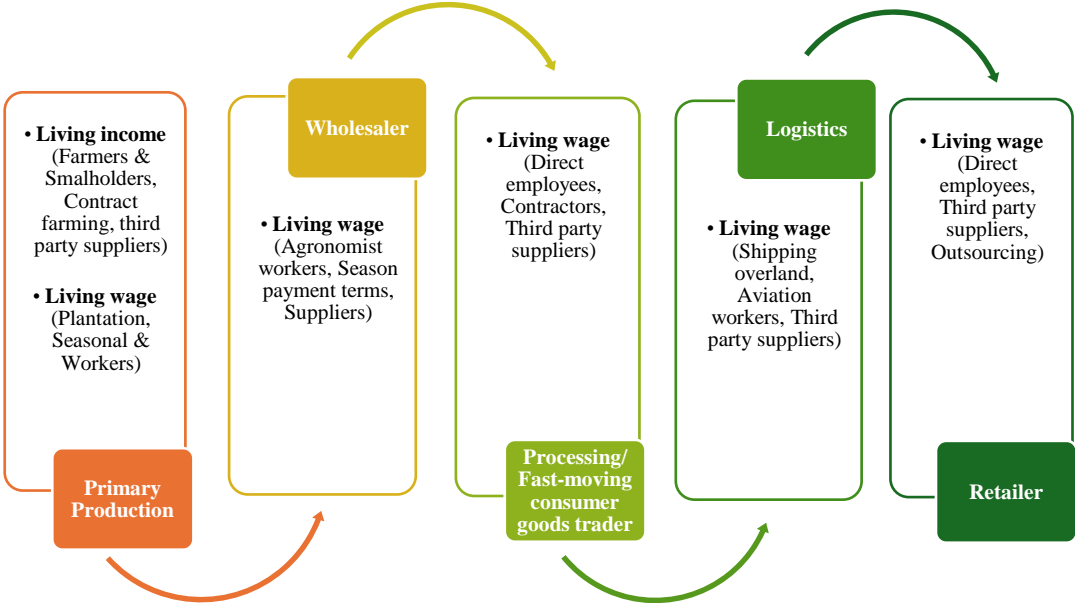 • Living income
(Farmers &
Smalholders,
Contract
farming, third
party suppliers)
• Living wage
(Plantation,
Seasonal &
Workers)
Primary
Production
Wholesaler
• Living wage
(Agronomist
workers, Season
payment terms,
Suppliers)
• Living wage
(Direct
employees,
Contractors,
Third party
suppliers)
Processing/
Fast-moving
consumer
goods trader
Logistics
• Living wage
(Shipping
overland,
Aviation
workers, Third
party suppliers)
• Living wage
(Direct
employees,
Third party
suppliers,
Outsourcing)
Retailer